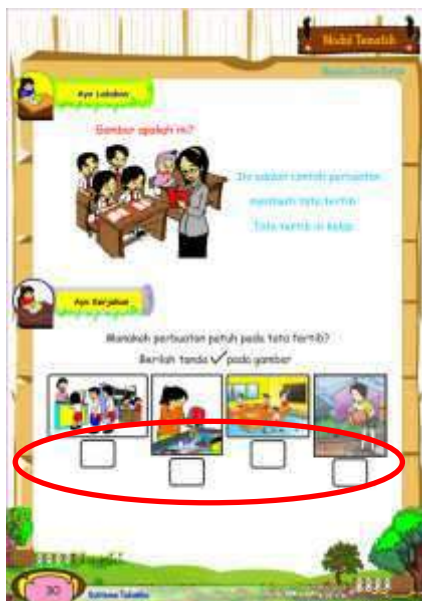 Modul Tematik
Ayo Lakukan
Gambar apakah ini?
Ini adalah contoh perbuatan
mematuhi tata tertib
Tata tertib di kelas
Ayo Kerjakan
Manakah perbuatan patuh pada tata tertib?
Berilah tanda ✓ pada gambar
30